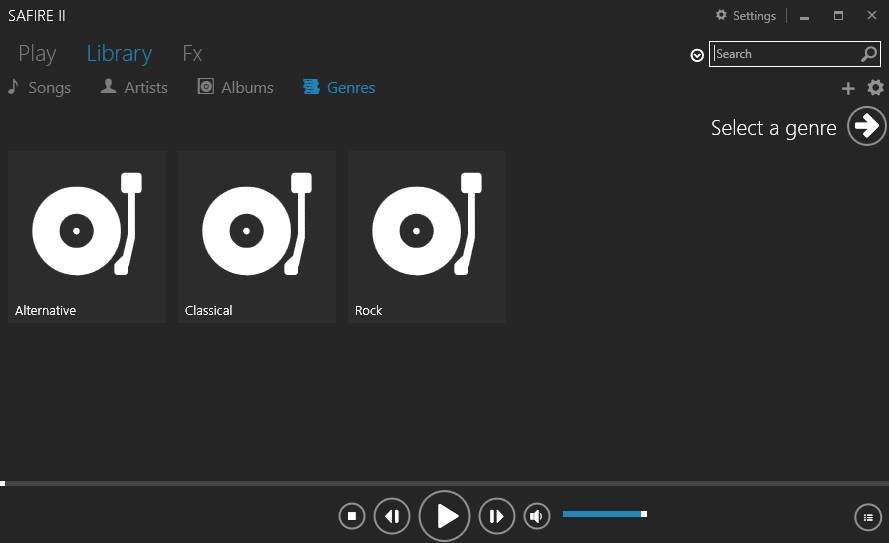 SAFIRE II
Settings
Play Library Fx
Search
Songs Artists Albums Genres
Select a genre
Alternative Classical Rock